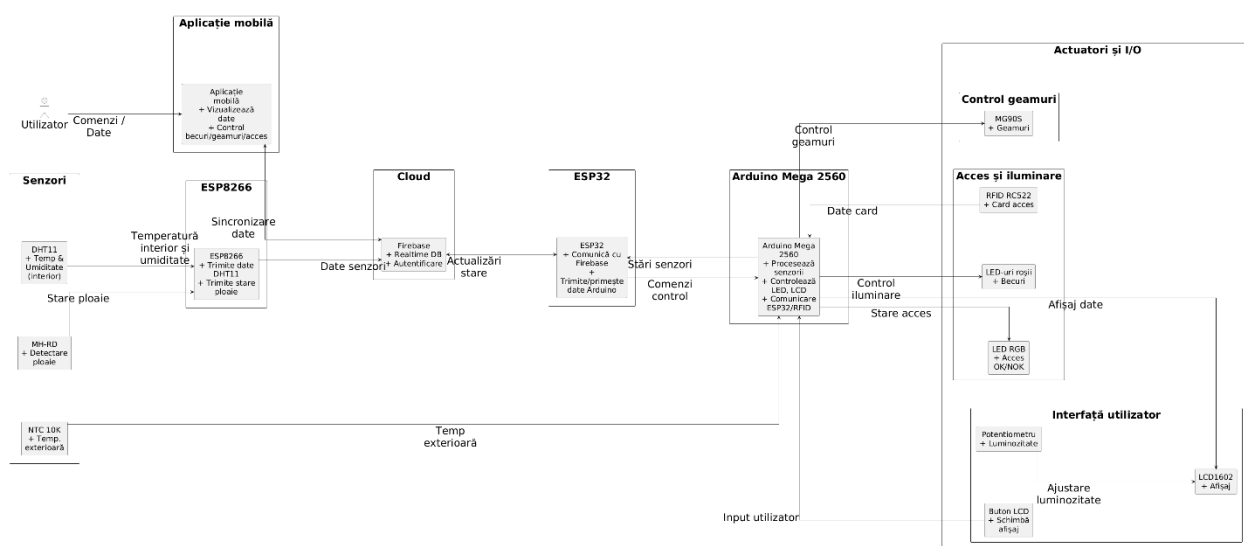 Aplicație mobilă
Aplicație
mobilă
+ Vizualizează
date
+ Control
becuri/geamuri/acces
Utilizator
Comenzi /
Date
Actuatori și I/O
Control geamuri
MG90S
+ Geamuri
Control
geamuri
Senzori
ESP8266
Cloud
ESP32
Arduino Mega 2560
Acces și iluminare
RFID RC522
+ Card acces
Date card
DHT11
+ Temp &
Umiditate
(interior)
Temperatură
interior și
umiditate
ESP8266
+ Trimite date
DHT11
+ Trimite stare
ploaie
Sincronizare
date
Date senzori
Firebase
+ Realtime DB
+ Autentificare
Actualizări
stare
ESP32
+ Comunică cu
Firebase
+
Trimite/primește
date Arduino
Stări senzori
Comenzi
control
Arduino Mega
2560
+ Procesează
senzorii
+ Controlează
LED, LCD
+ Comunicare
ESP32/RFID
Control
iluminare
LED-uri roșii
+ Becuri
Stare ploaie
Stare acces
Afișaj date
MH-RD
+ Detectare
ploaie
LED RGB
+ Acces
OK/NOK
NTC 10K
+ Temp.
exterioară
Temp
exterioară
Interfață utilizator
Potentiometru
+ Luminozitate
Ajustare
luminozitate
LCD1602
+ Afișaj
Buton LCD
+ Schimbă
afișaj
Input utilizator